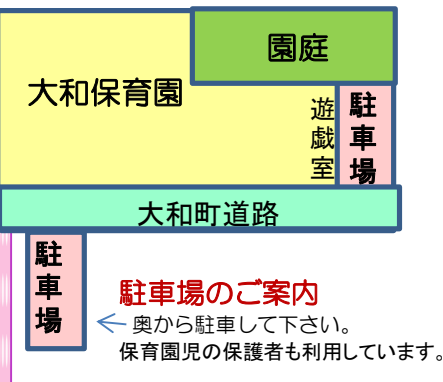 園庭
大和保育園
遊戯室
駐車場
大和町道路
駐車場
駐車場のご案内
奥から駐車して下さい。
保育園児の保護者も利用しています。